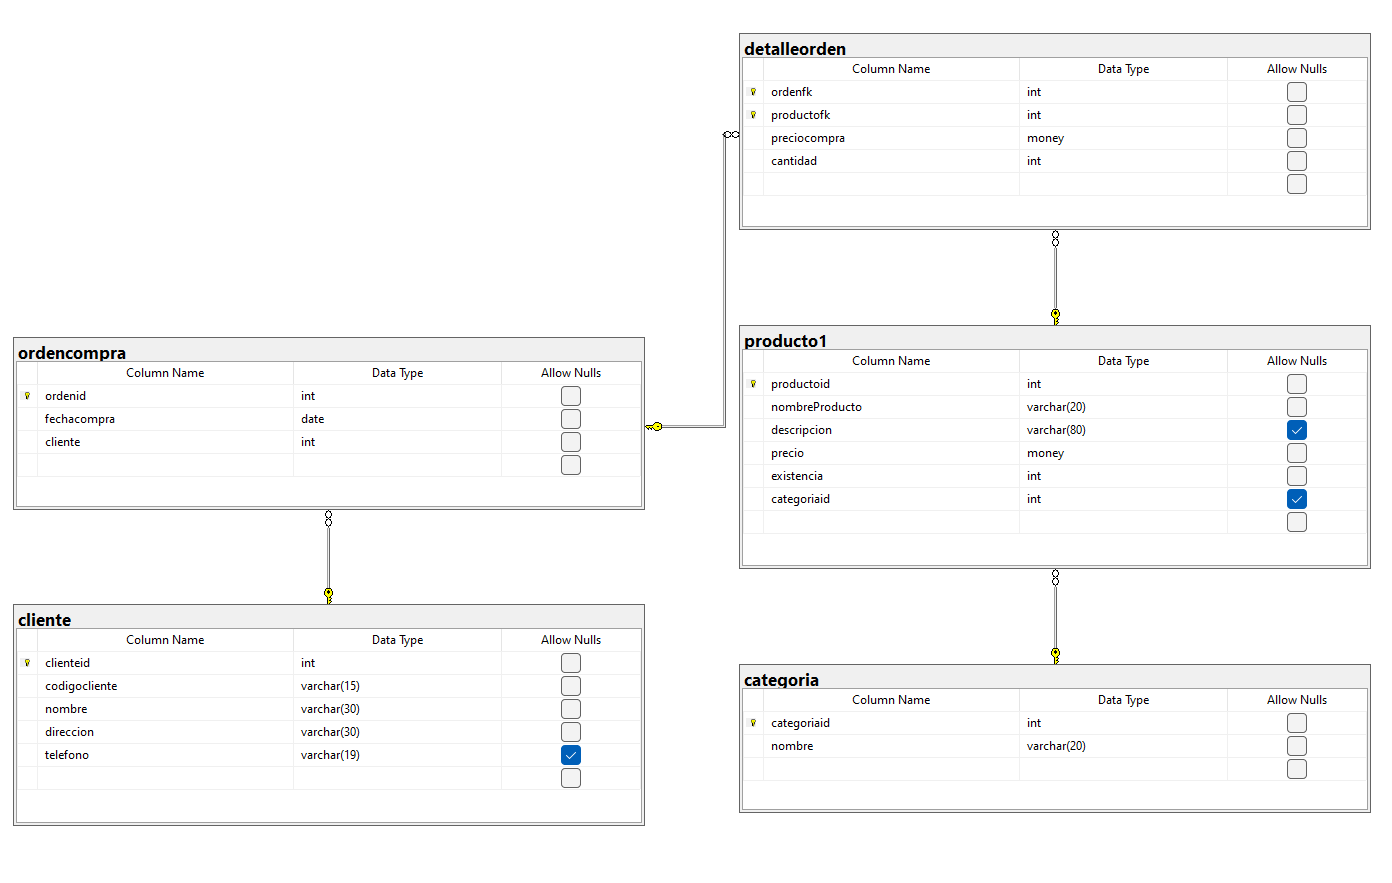 detalleorden
Column Name Data Type Allow Nulls
ordenfk int
productofk int
preciocompra money
cantidad int
ordencompra
Column Name Data Type Allow Nulls
ordenid int
fechacompra date
cliente int
producto1
Column Name Data Type Allow Nulls
productoid int
nombreProducto varchar(20)
descripcion varchar(80)
precio money
existencia int
categoriaid int
cliente
Column Name Data Type Allow Nulls
clienteid int
codigocliente varchar(15)
nombre varchar(30)
direccion varchar(30)
telefono varchar(19)
categoria
Column Name Data Type Allow Nulls
categoriaid int
nombre varchar(20)